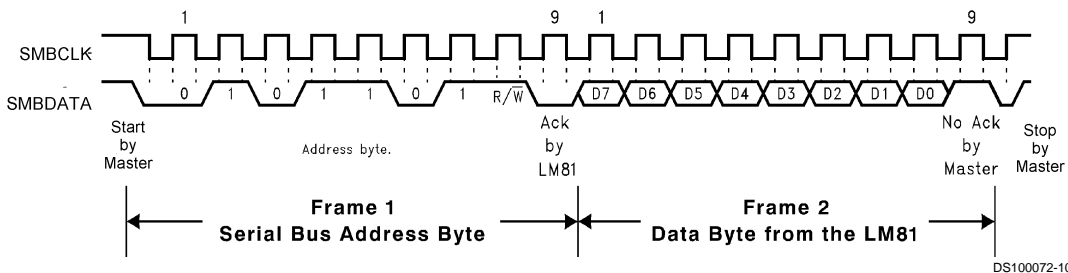 1 9 1 9
SMBCLK
SMBDATA
0 1 0 1 1 0 1 R/W̅ D7 D6 D5 D4 D3 D2 D1 D0
Start
by
Master
Address byte.
Ack
by
LM81
No Ack
by
Master
Stop
by
Master
Frame 1
Serial Bus Address Byte
Frame 2
Data Byte from the LM81
DS100072-10